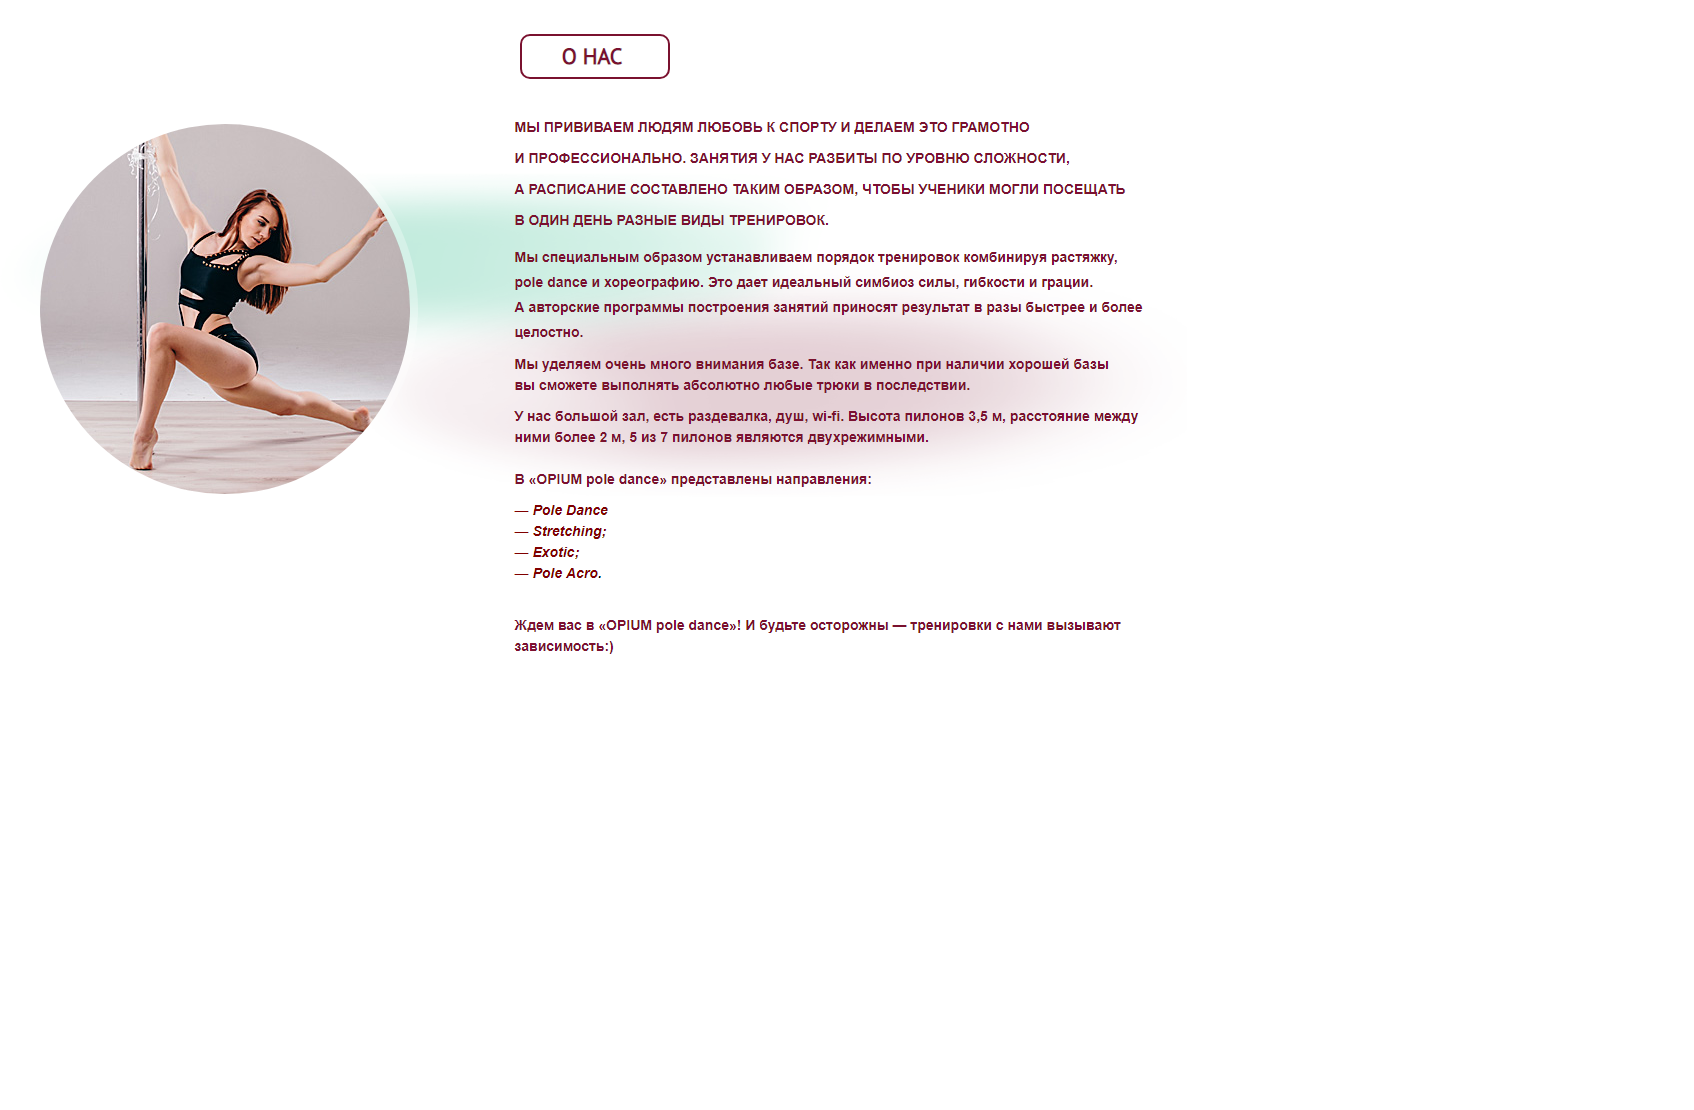 О НАС
МЫ ПРИВИВАЕМ ЛЮДЯМ ЛЮБОВЬ К СПОРТУ И ДЕЛАЕМ ЭТО ГРАМОТНО
И ПРОФЕССИОНАЛЬНО. ЗАНЯТИЯ У НАС РАЗБИТЫ ПО УРОВНЮ СЛОЖНОСТИ,
А РАСПИСАНИЕ СОСТАВЛЕНО ТАКИМ ОБРАЗОМ, ЧТОБЫ УЧЕНИКИ МОГЛИ ПОСЕЩАТЬ
В ОДИН ДЕНЬ РАЗНЫЕ ВИДЫ ТРЕНИРОВОК.
Мы специальным образом устанавливаем порядок тренировок комбинируя растяжку,
pole dance и хореографию. Это дает идеальный симбиоз силы, гибкости и грации.
А авторские программы построения занятий приносят результат в разы быстрее и более
целостно.
Мы уделяем очень много внимания базе. Так как именно при наличии хорошей базы
вы сможете выполнять абсолютно любые трюки в последствии.
У нас большой зал, есть раздевалка, душ, wi-fi. Высота пилонов 3,5 м, расстояние между
ними более 2 м, 5 из 7 пилонов являются двухрежимными.
В «OPIUM pole dance» представлены направления:
— Pole Dance
— Stretching;
— Exotic;
— Pole Acro.
Ждем вас в «OPIUM pole dance»! И будьте осторожны — тренировки с нами вызывают
зависимость:)